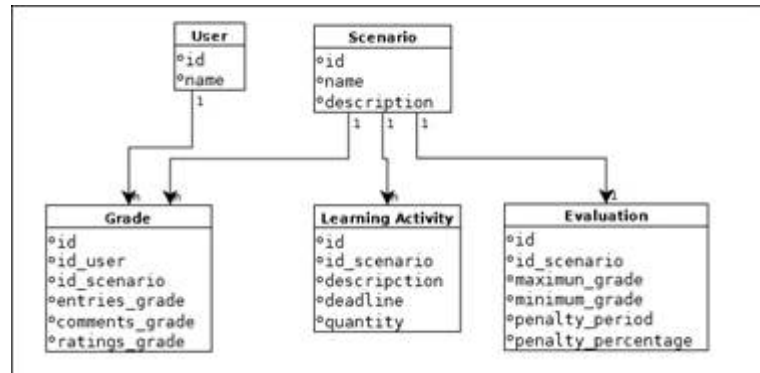 User
id
name
Scenario
id
name
description
1
1
1
1
n
n
n
1
Grade
id
id_user
id_scenario
entries_grade
comments_grade
ratings_grade
Learning Activity
id
id_scenario
descripction
deadline
quantity
Evaluation
id
id_scenario
maximun_grade
minimum_grade
penalty_period
penalty_percentage